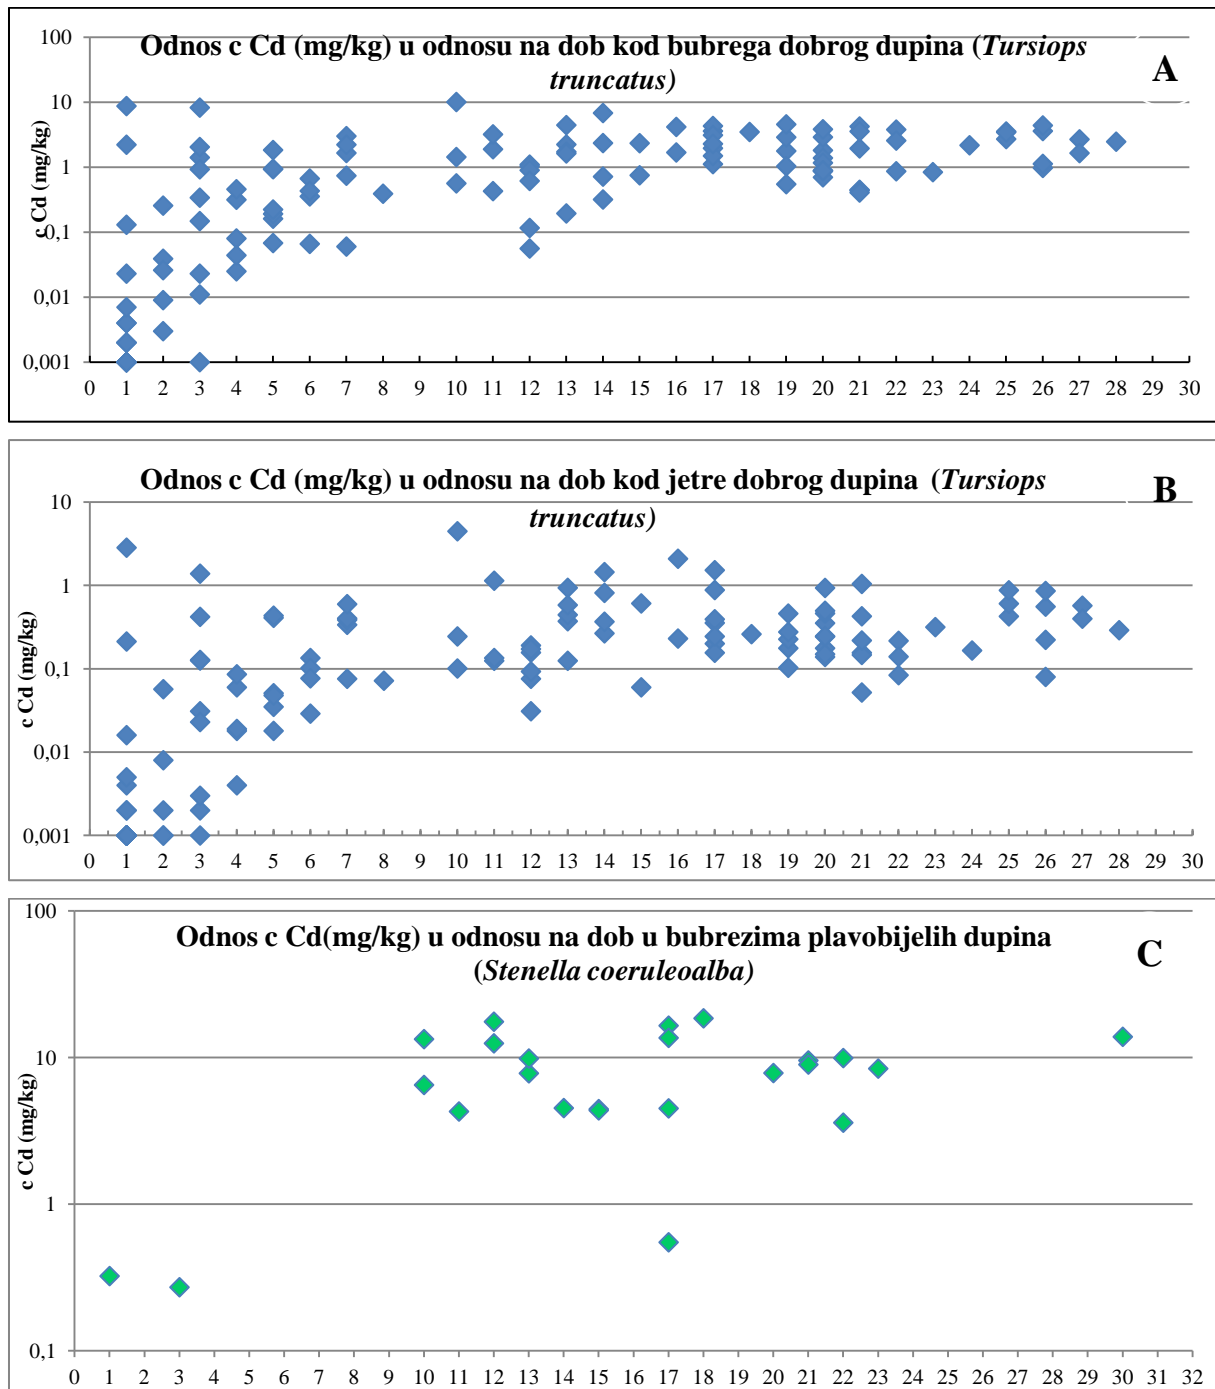 Odnos c Cd (mg/kg) u odnosu na dob kod bubrega dobrog dupina (Tursiops
truncatus)
A
c Cd (mg/kg)
100
10
1
0,1
0,01
0,001
0 1 2 3 4 5 6 7 8 9 10 11 12 13 14 15 16 17 18 19 20 21 22 23 24 25 26 27 28 29 30
Odnos c Cd (mg/kg) u odnosu na dob kod jetre dobrog dupina (Tursiops
truncatus)
B
c Cd (mg/kg)
10
1
0,1
0,01
0,001
0 1 2 3 4 5 6 7 8 9 10 11 12 13 14 15 16 17 18 19 20 21 22 23 24 25 26 27 28 29 30
Odnos c Cd(mg/kg) u odnosu na dob u bubrezima plavobijelih dupina
(Stenella coeruleoalba)
C
c Cd (mg/kg)
100
10
1
0,1
0 1 2 3 4 5 6 7 8 9 10 11 12 13 14 15 16 17 18 19 20 21 22 23 24 25 26 27 28 29 30 31 32